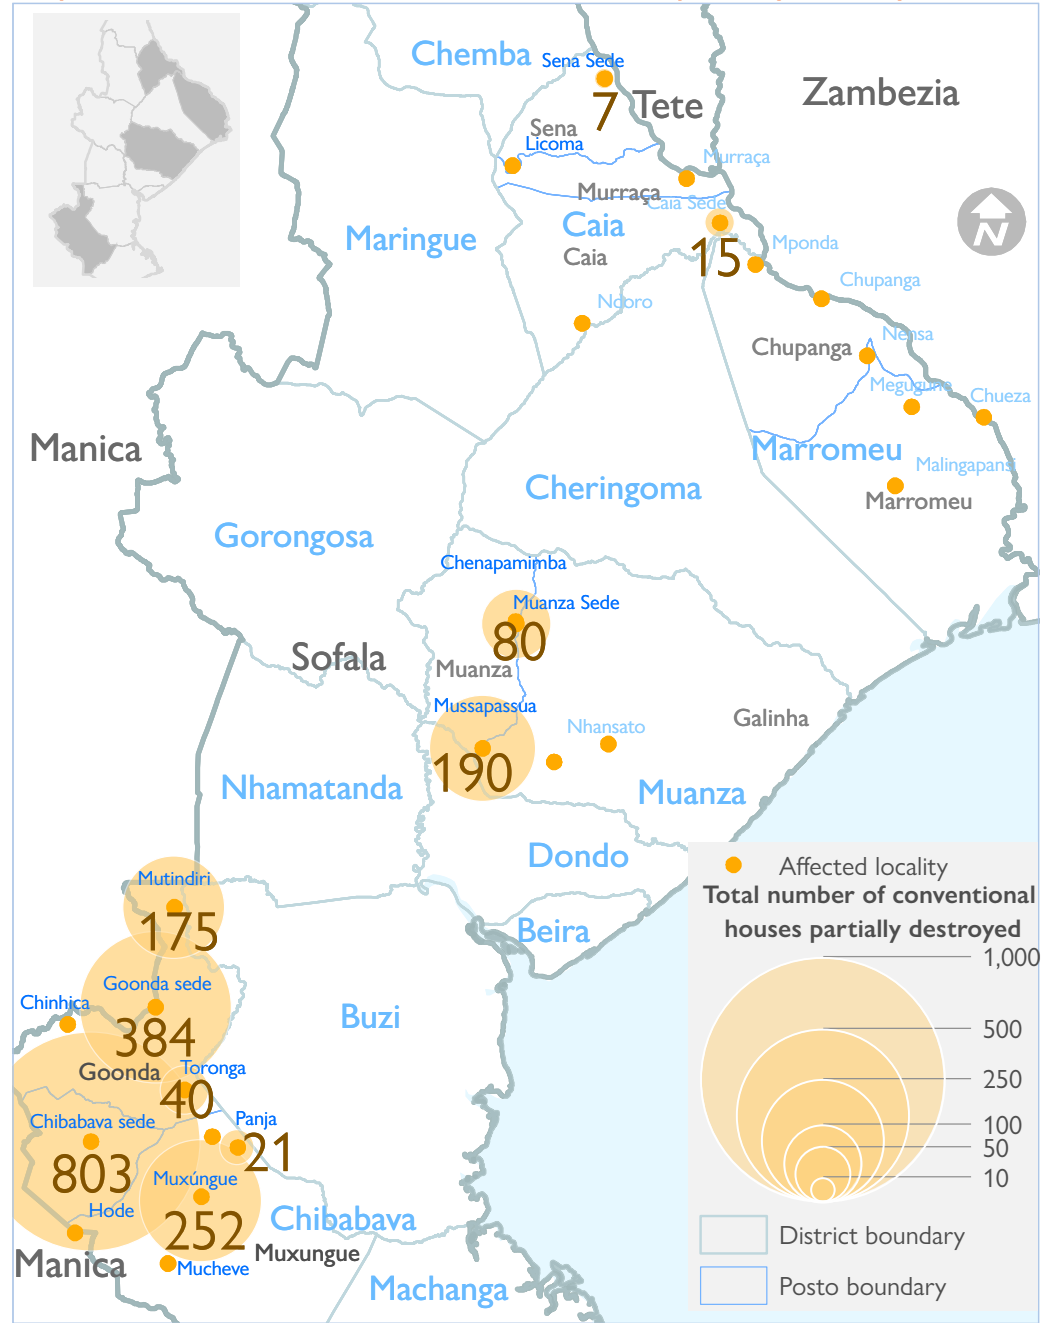 Chemba
Sena Sede
7
Tete
Zambezia
Sena
Licoma
Murraça
Murraça
Caia Sede
Caia
Maringue
Caia
15
Mponda
Chupanga
Ndoro
Nensa
Chupanga
Megugune
Chueza
Manica
Marromeu
Malingapansi
Cheringoma
Marromeu
Gorongosa
Chenapamimba
Muanza Sede
80
Sofala
Muanza
Mussapassua
Galinha
Nhansato
190
Nhamatanda
Muanza
Dondo
Mutindiri
175
Beira
Goonda sede
Chinhica
Buzi
384
Goonda
Toronga
40
Chibabava sede
Panja
21
803
Muxúngue
Hode
252
Chibabava
Muxungue
Manica
Mucheve
Machanga
N
Affected locality
Total number of conventional
houses partially destroyed
1,000
500
250
100
50
10
District boundary
Posto boundary